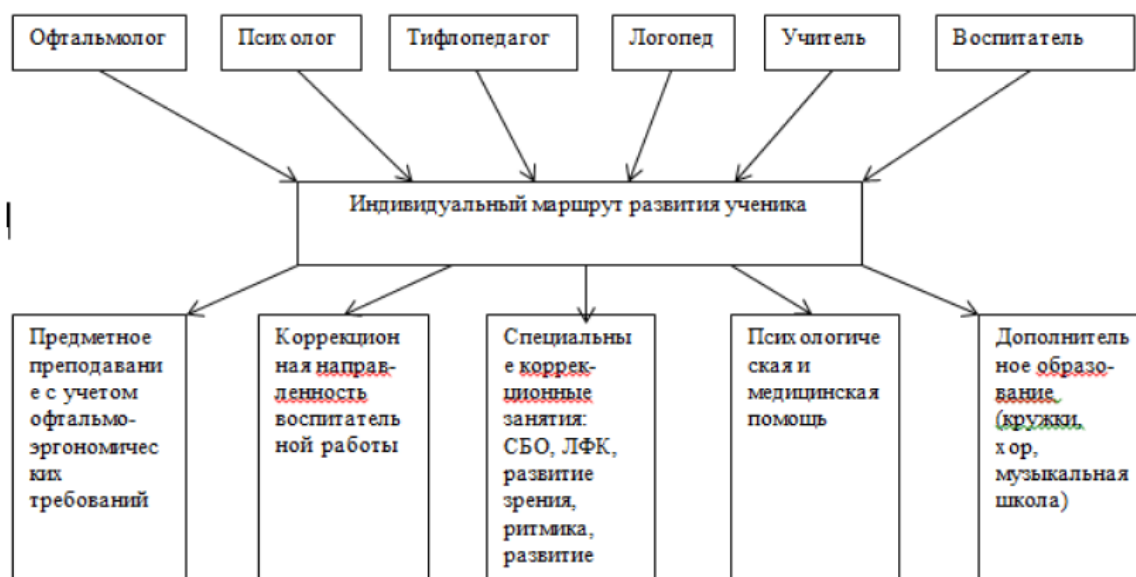 Офтальмолог
Психолог
Тифлопедагог
Логопед
Учитель
Воспитатель
Индивидуальный маршрут развития ученика
Предметное
преподавани
е с учетом
офтальмо-
эргономичес
ких
требований
Коррекцион
ная направ-
ленность
воспитатель
ной работы
Специальны
е коррек-
ционные
занятия:
СБО, ЛФК,
развитие
зрения,
ритмика,
развитие
Психологиче
ская и
медицинская
помощь
Дополнитель
ное образо-
вание,
(кружки,
хор,
музыкальная
школа)